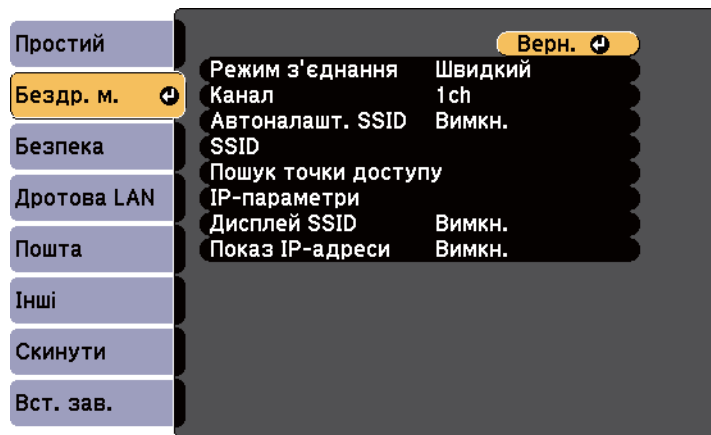 Простий
Бездр. м.
Безпека
Дротова LAN
Пошта
Інші
Скинути
Вст. зав.
Верн.
Режим з'єднання Швидкий
Канал 1ch
Автоналашт. SSID Вимкн.
SSID
Пошук точки доступу
IP-параметри
Дисплей SSID Вимкн.
Показ IP-адреси Вимкн.